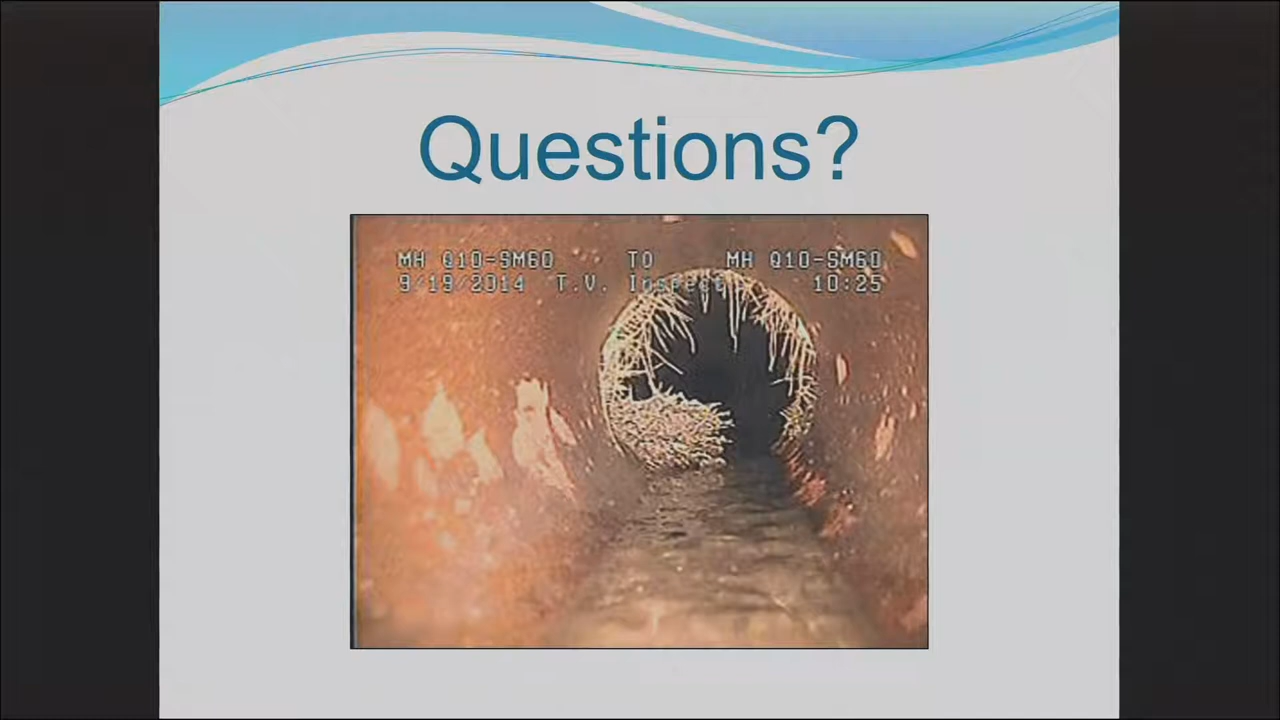 Questions?
MH Q10-SM60 TO MH Q10-SM60
9/19/2014 T.V. Inspect 10:25